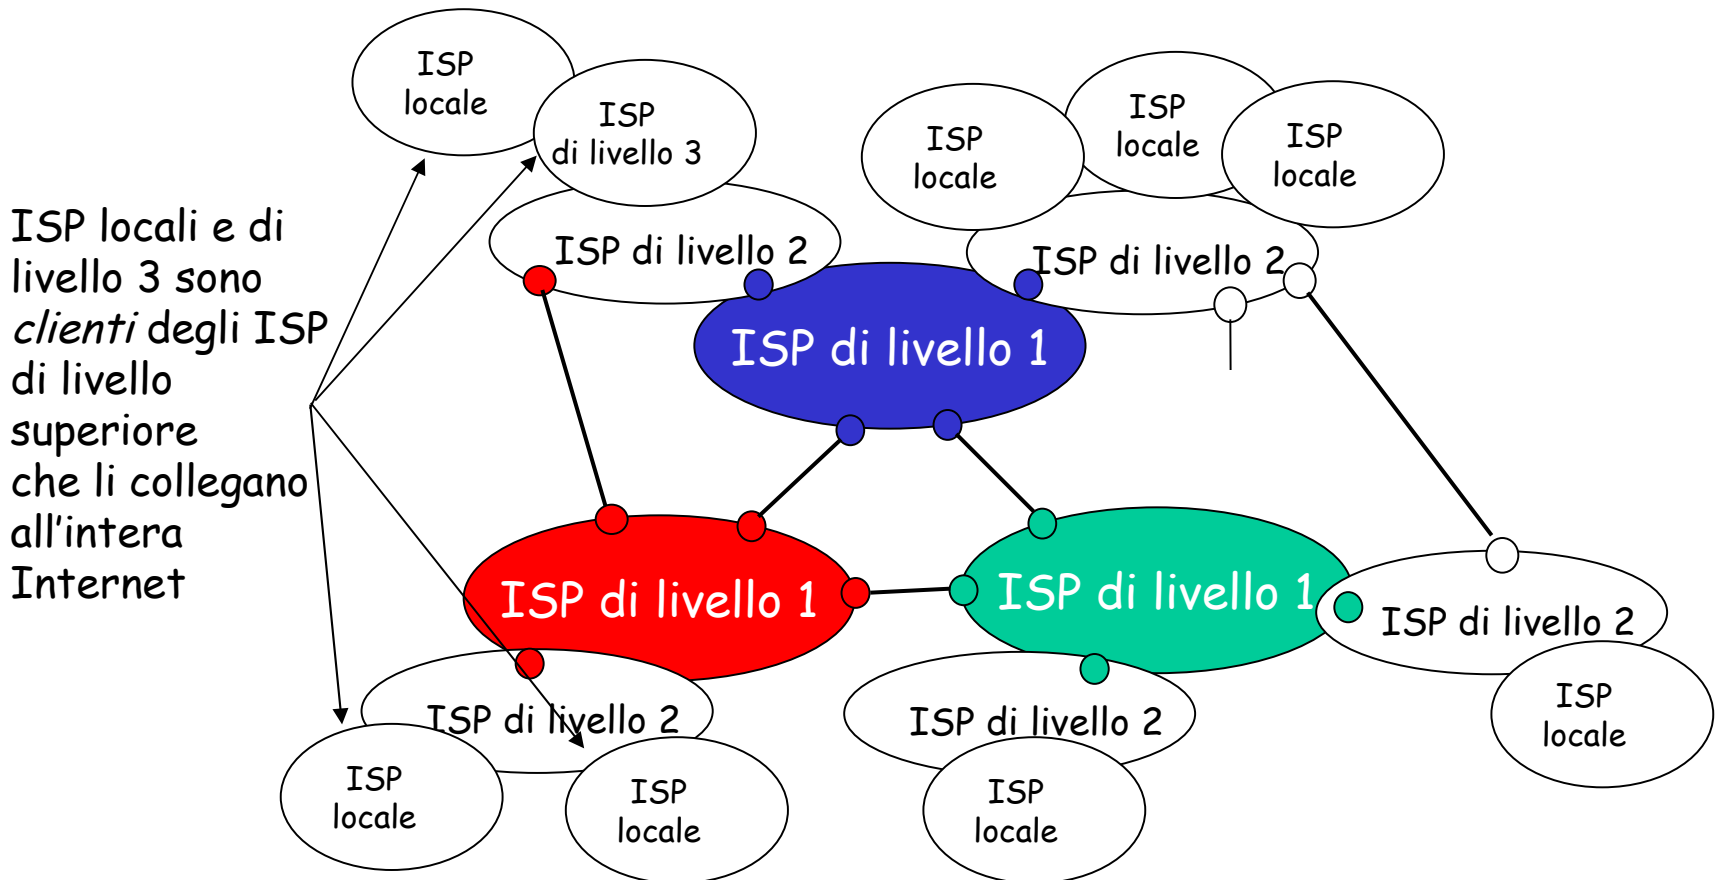 ISP
locale
ISP
di livello 3
ISP
locale
ISP
locale
ISP
locale
ISP locali e di
livello 3 sono
clienti degli ISP
di livello
superiore
che li collegano
all'intera
Internet
ISP di livello 2
ISP di livello 2
ISP di livello 1
ISP di livello 1
ISP di livello 1
ISP di livello 2
ISP di livello 2
ISP di livello 2
ISP
locale
ISP
locale
ISP
locale
ISP
locale